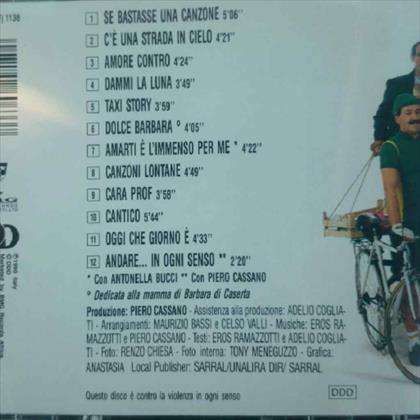 1138
1 SE BASTASSE UNA CANZONE 5'06"
2 C'È UNA STRADA IN CIELO 4'21"
3 AMORE CONTRO 4'24"
4 DAMMI LA LUNA 3'49"
5 TAXI STORY 3'59"
6 DOLCE BARBARA ° 4'05"
7 AMARTI È L'IMMENSO PER ME * 4'22"
8 CANZONI LONTANE 4'49"
9 CARA PROF 3'58"
10 CANTICO 5'44"
11 OGGI CHE GIORNO È 4'33"
12 ANDARE... IN OGNI SENSO ** 2'26"
* Con ANTONELLA BUCCI ** Con PIERO CASSANO
° Dedicata alla mamma di Barbara di Caserta
Produzione: PIERO CASSANO - Assistenza alla produzione: ADELIO COGLIA-
TI - Arrangiamenti: MAURIZIO BASSI e CELSO VALLI - Musiche: EROS RA-
MAZZOTTI e PIERO CASSANO - Testi: EROS RAMAZZOTTI e ADELIO COGLIA-
TI - Foto: RENZO CHIESA - Foto interna: TONY MENEGUZZO - Grafica:
ANASTASIA Local Publisher: SARRAL/UNALIRA DIR/ SARRAL
Questo disco è contro la violenza in ogni senso
DDD